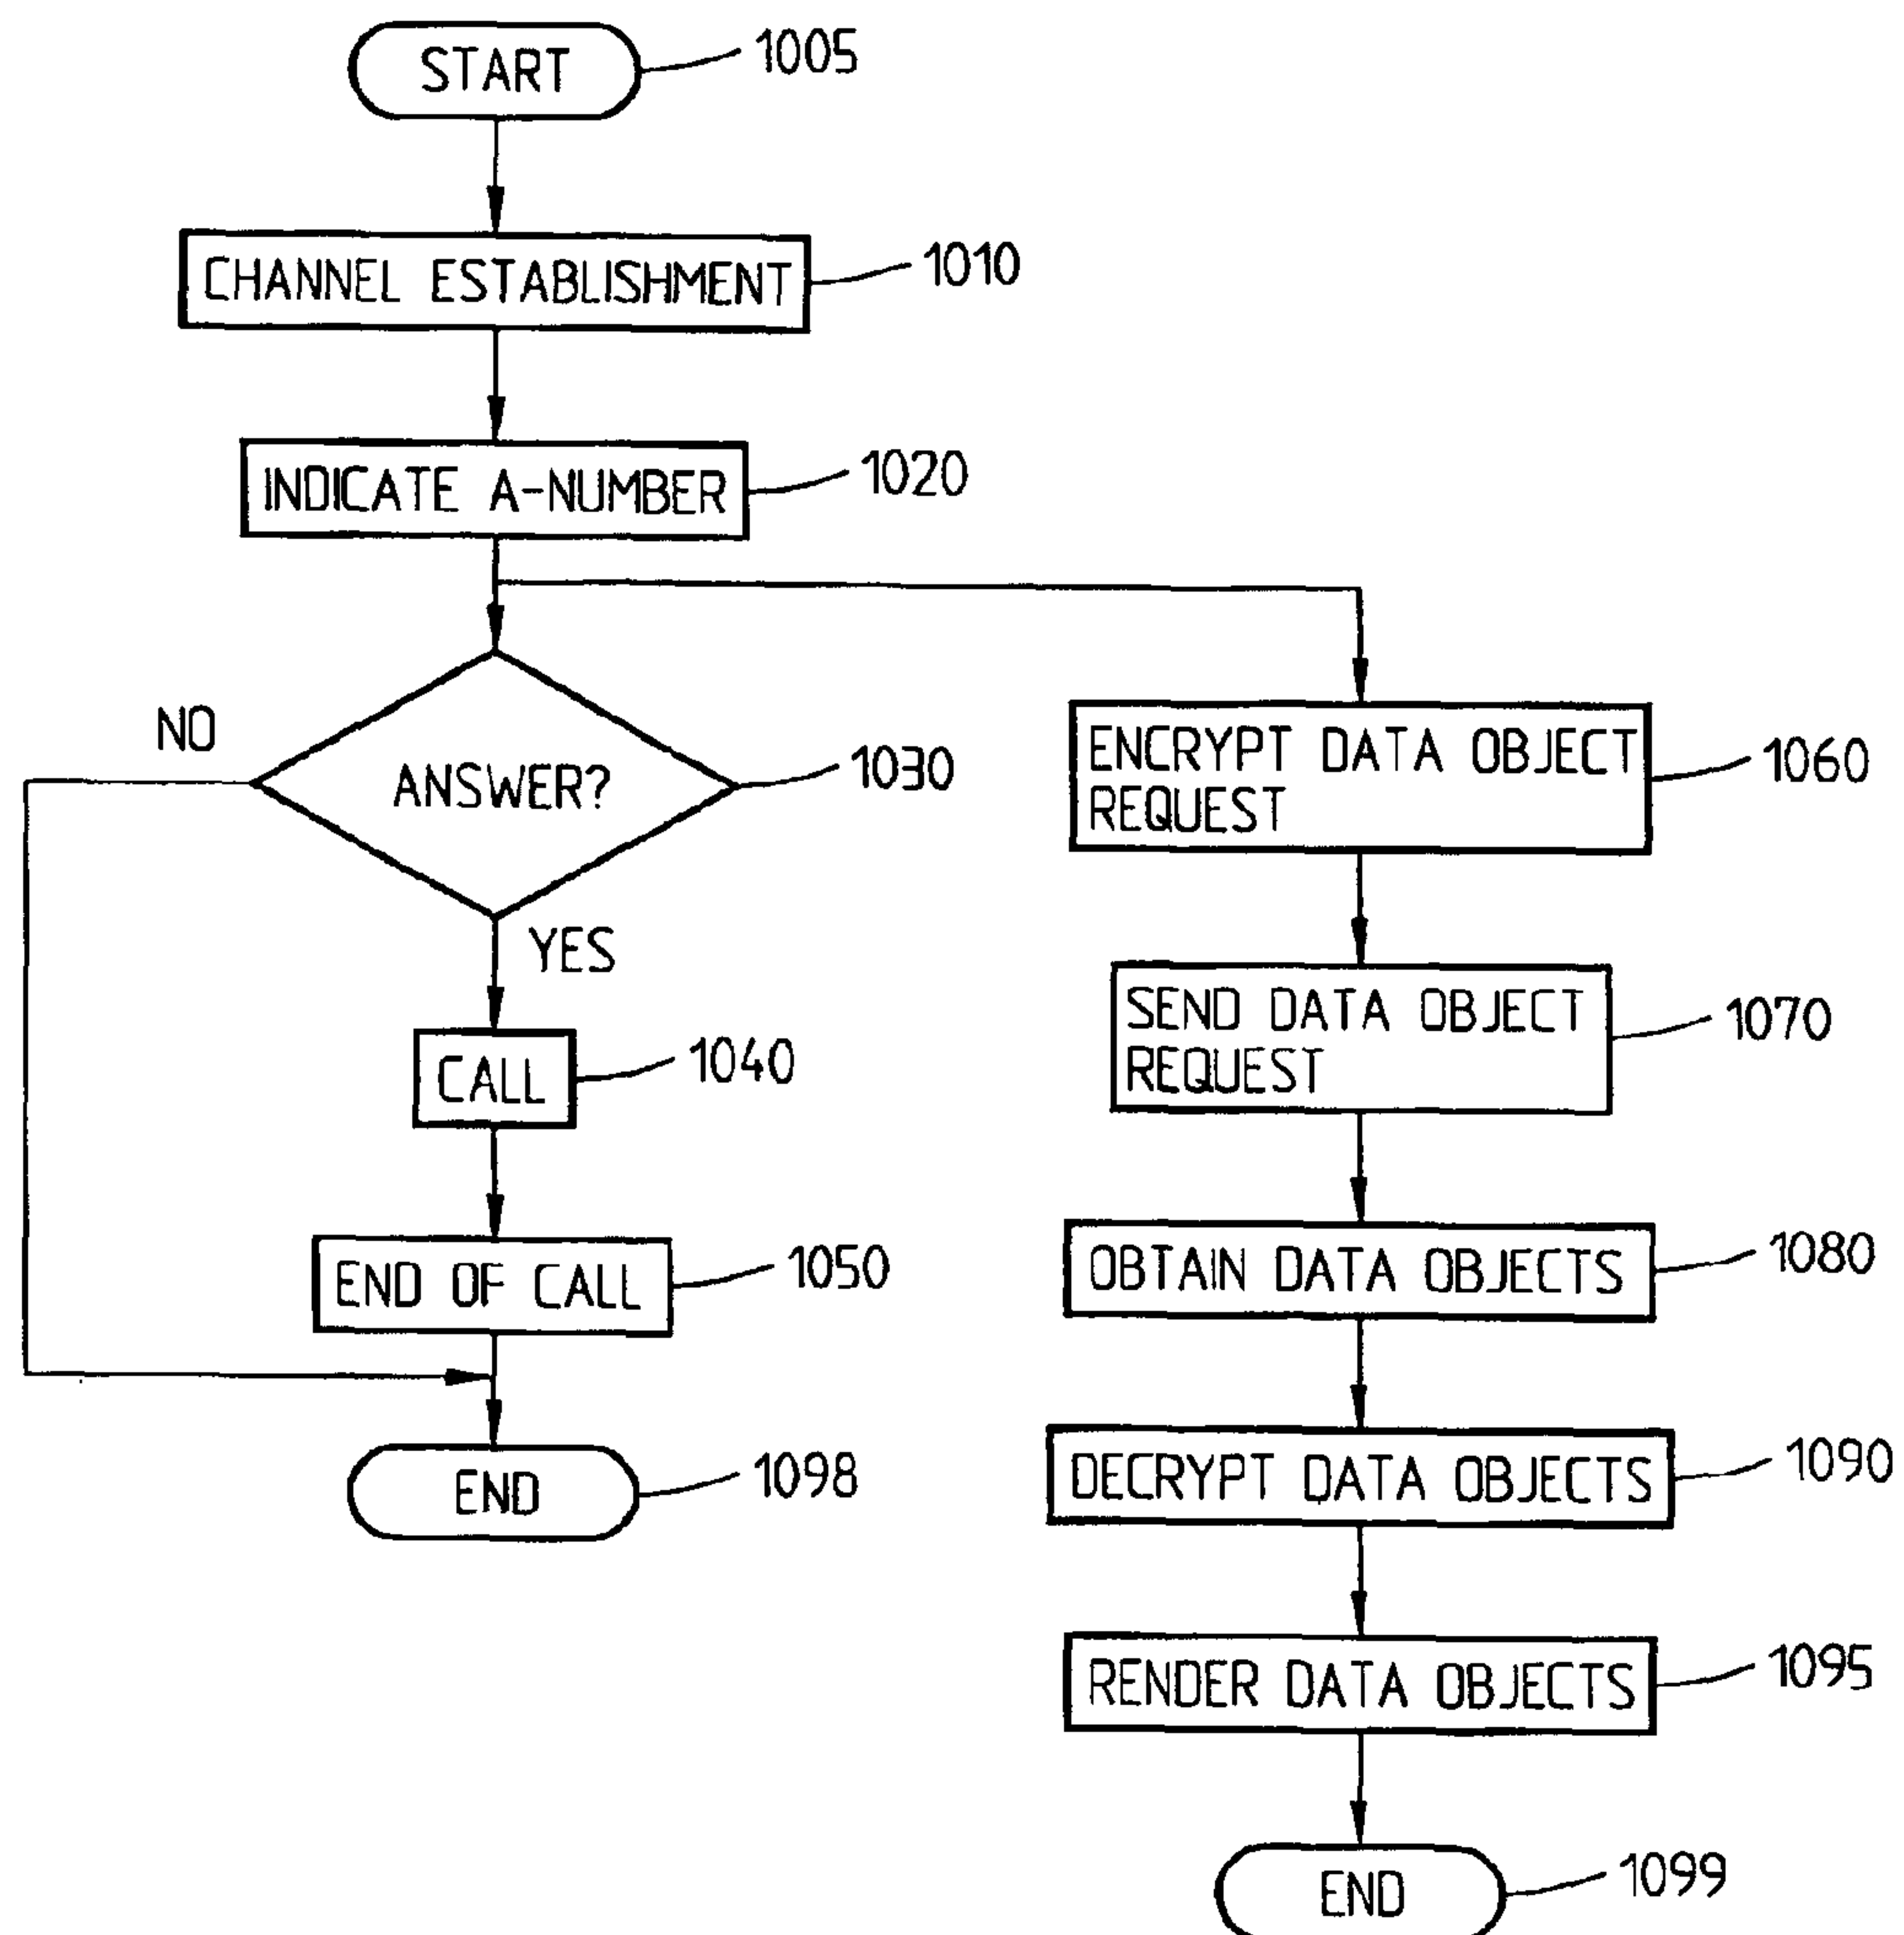 START
1005
CHANNEL ESTABLISHMENT
1010
INDICATE A-NUMBER
1020
NO
ANSWER?
1030
YES
CALL
1040
END OF CALL
1050
END
1098
ENCRYPT DATA OBJECT
REQUEST
1060
SEND DATA OBJECT
REQUEST
1070
OBTAIN DATA OBJECTS
1080
DECRYPT DATA OBJECTS
1090
RENDER DATA OBJECTS
1095
END
1099